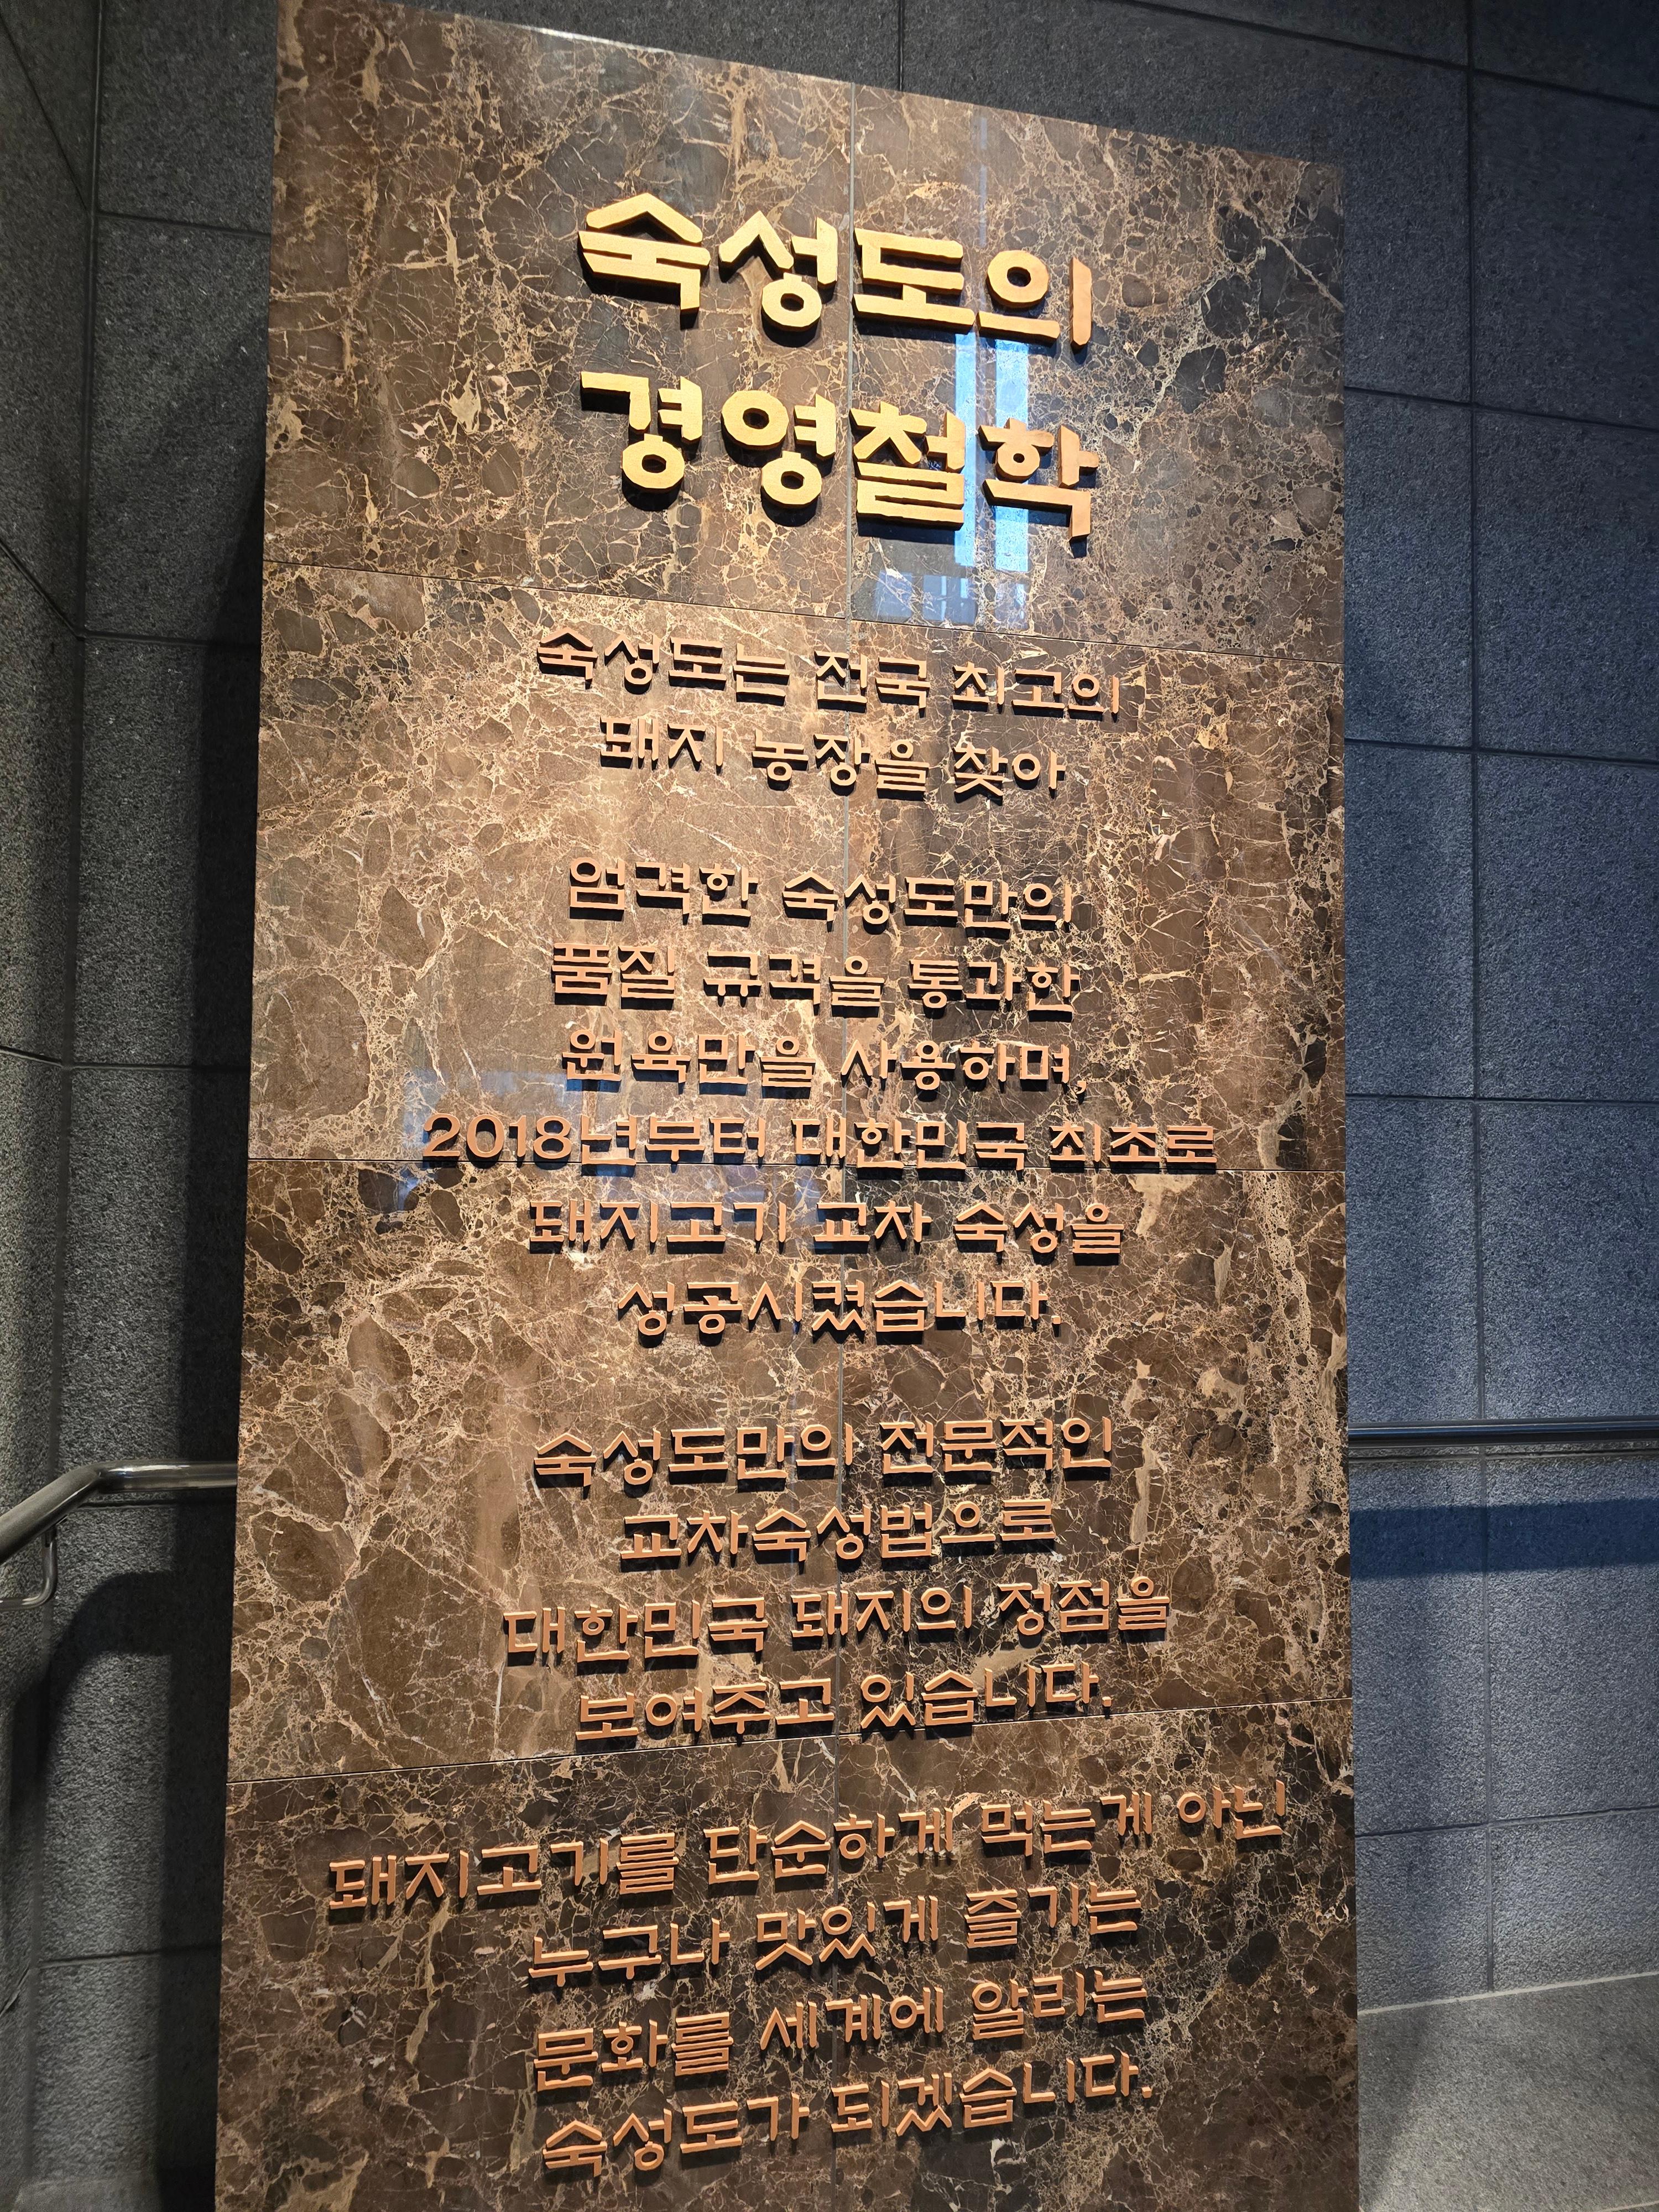 숙성도의
경영철학
숙성도는 전국 최고의
돼지 농장을 찾아
엄격한 숙성도만의
품질 규격을 통과한
원육만을 사용하며,
2018년부터 대한민국 최초로
돼지고기 교차 숙성을
성공시켰습니다.
숙성도만의 전문적인
교차숙성법으로
대한민국 돼지의 정점을
보여주고 있습니다.
돼지고기를 단순하게 먹는게 아닌
누구나 맛있게 즐기는
문화를 세계에 알리는
숙성도가 되겠습니다.